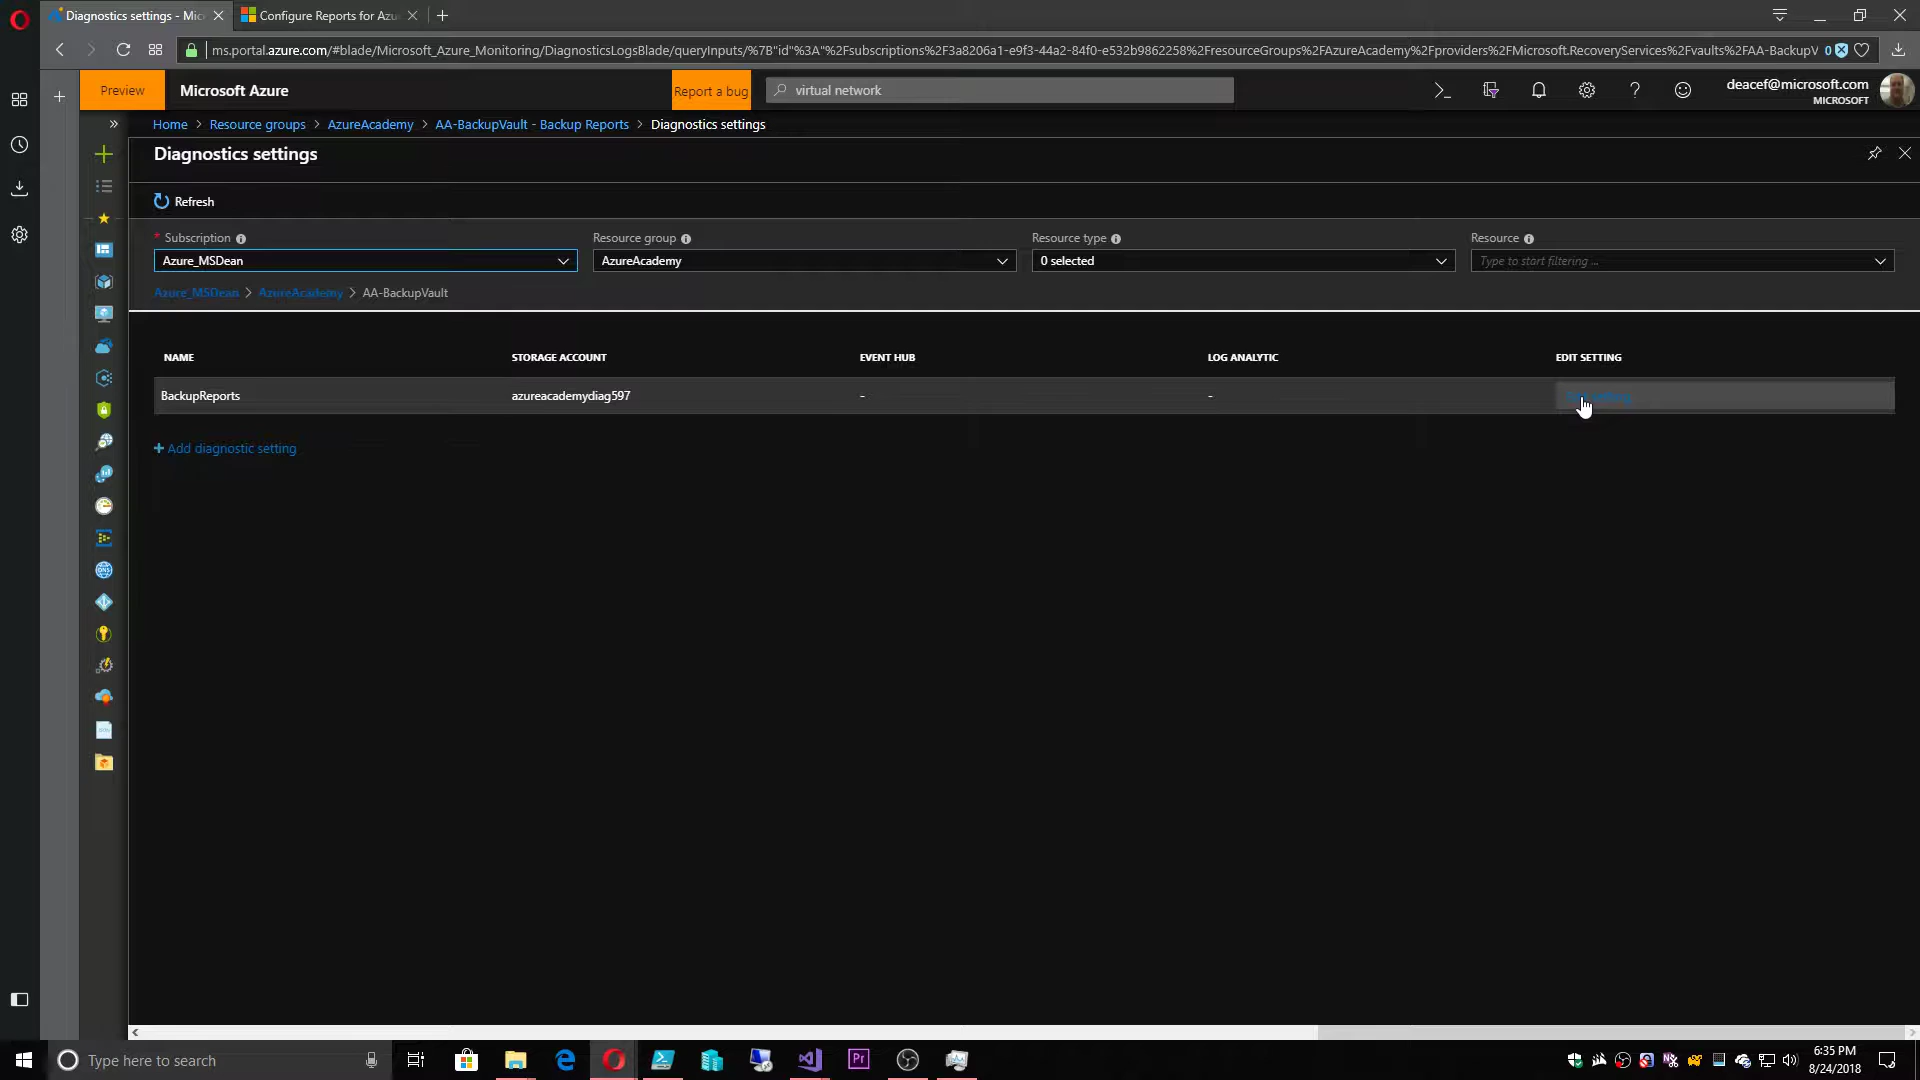 Diagnostics settings - Mic
Configure Reports for Azu
ms.portal.azure.com/#blade/Microsoft_Azure_Monitoring/DiagnosticsLogsBlade/queryInputs/%7B"id"%3A"%2Fsubscriptions%2F3a8206a1-e9f3-44a2-84f0-e532b9862258%2FresourceGroups%2FAzureAcademy%2Fproviders%2FMicrosoft.RecoveryServices%2Fvaults%2FAA-BackupV
0
Preview
Microsoft Azure
Report a bug
virtual network
deacef@microsoft.com
MICROSOFT
Home > Resource groups > AzureAcademy > AA-BackupVault - Backup Reports > Diagnostics settings
Diagnostics settings
Refresh
* Subscription
Resource group
Resource type
Resource
Azure_MSDean
AzureAcademy
0 selected
Type to start filtering ...
Azure_MSDean > AzureAcademy > AA-BackupVault
NAME STORAGE ACCOUNT EVENT HUB LOG ANALYTIC EDIT SETTING
BackupReports azureacademydiag597 - -
+ Add diagnostic setting
Type here to search
Pr
6:35 PM
8/24/2018